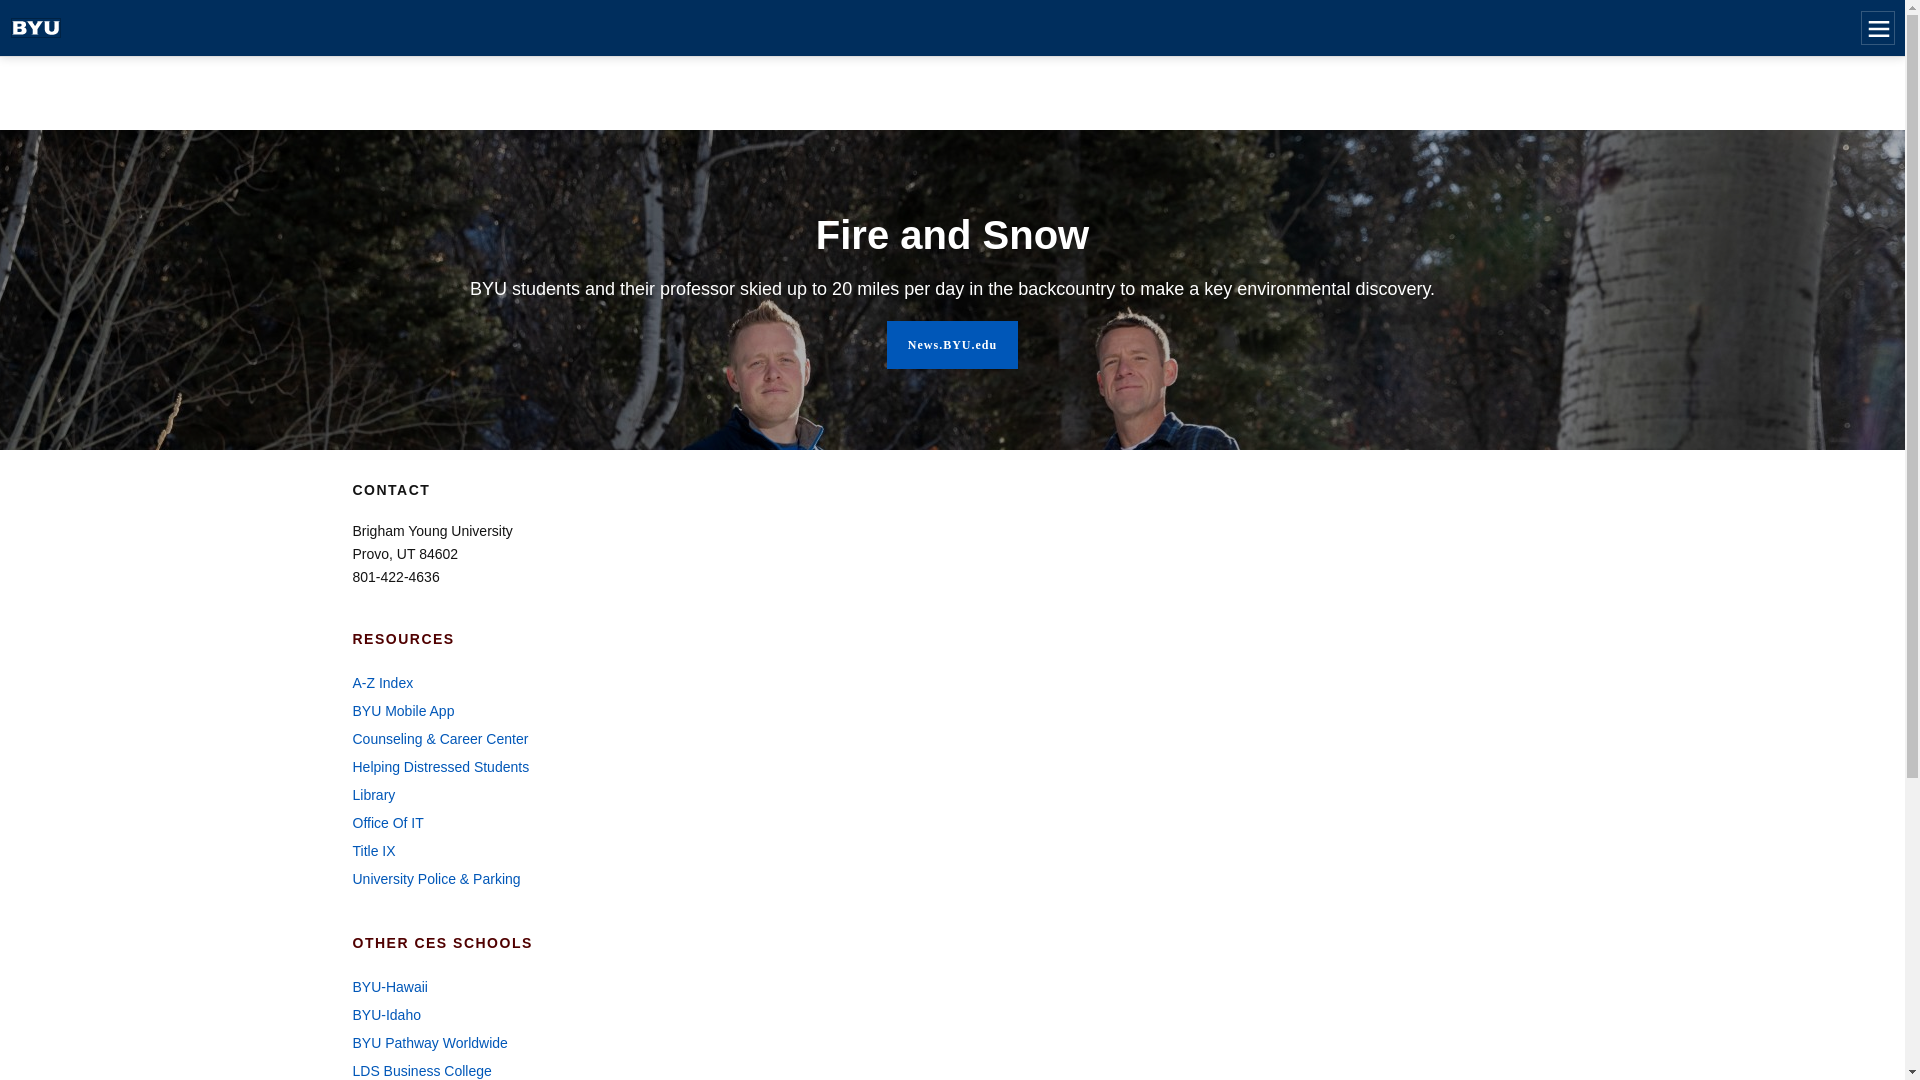 BYU
Fire and Snow
BYU students and their professor skied up to 20 miles per day in the backcountry to make a key environmental discovery.
News.BYU.edu
CONTACT
Brigham Young University
Provo, UT 84602
801-422-4636
RESOURCES
A-Z Index
BYU Mobile App
Counseling & Career Center
Helping Distressed Students
Library
Office Of IT
Title IX
University Police & Parking
OTHER CES SCHOOLS
BYU-Hawaii
BYU-Idaho
BYU Pathway Worldwide
LDS Business College